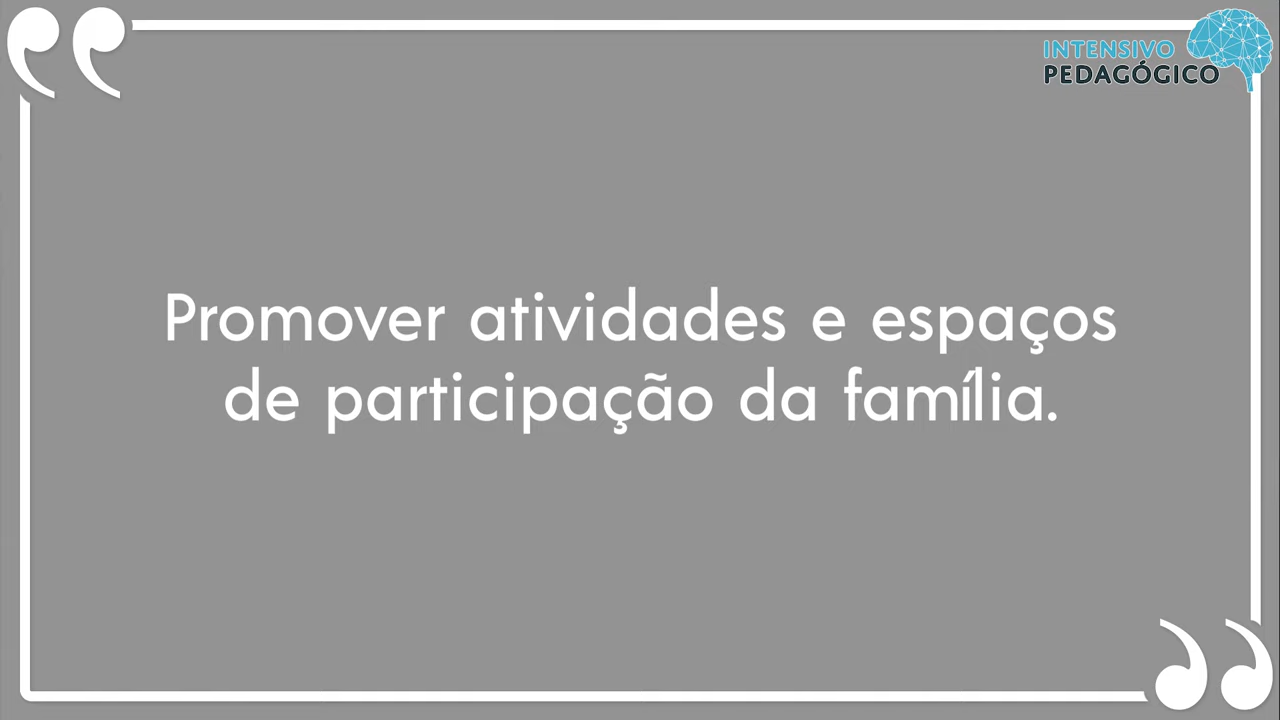 INTENSIVO
PEDAGÓGICO
Promover atividades e espaços
de participação da família.